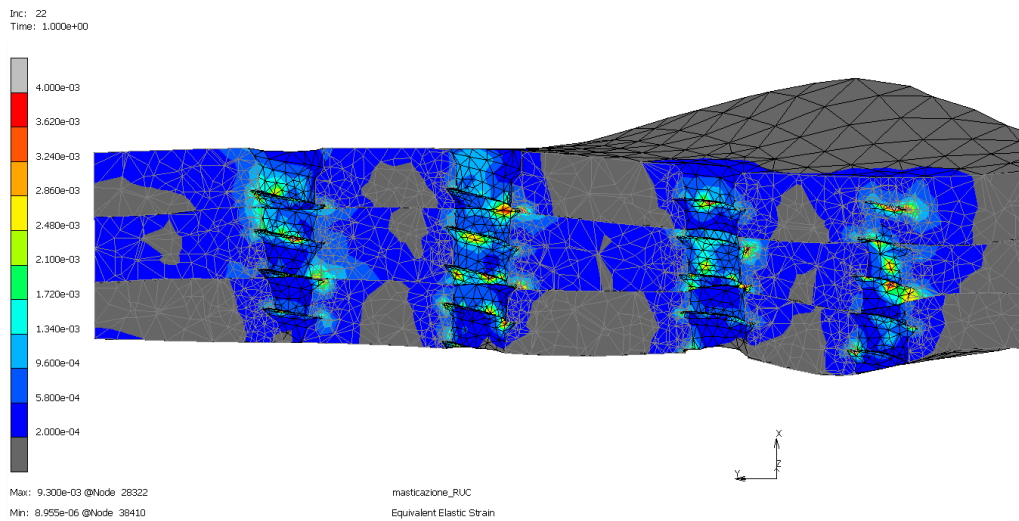 Inc: 22
Time: 1.000e+00
4.000e-03
3.620e-03
3.240e-03
2.860e-03
2.480e-03
2.100e-03
1.720e-03
1.340e-03
9.600e-04
5.800e-04
2.000e-04
X
Z
Y
Max: 9.300e-03 @Node 28322
masticazione_RUC
Min: 8.955e-06 @Node 38410
Equivalent Elastic Strain